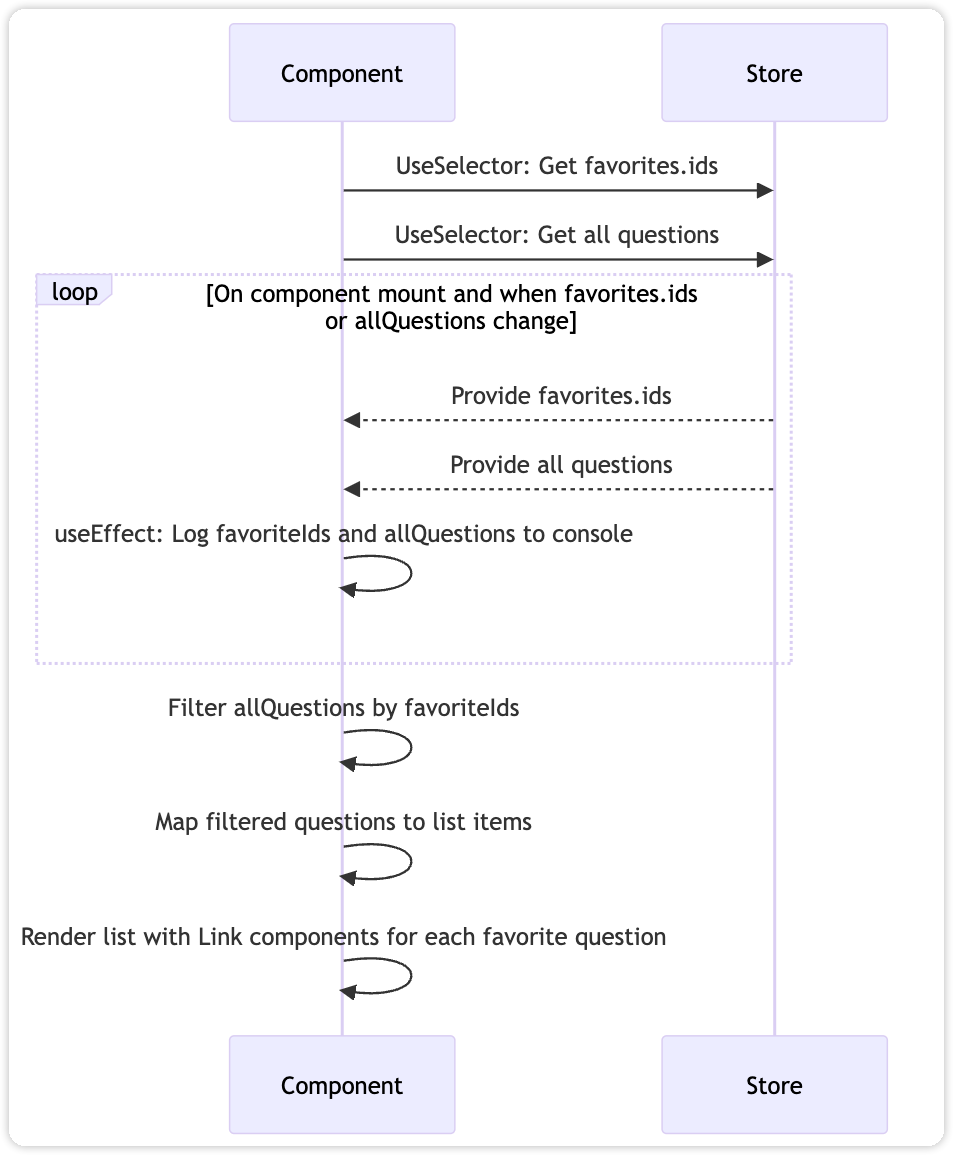 Component
Store
UseSelector: Get favorites.ids
UseSelector: Get all questions
loop
[On component mount and when favorites.ids
or allQuestions change]
Provide favorites.ids
Provide all questions
useEffect: Log favoriteIds and allQuestions to console
Filter allQuestions by favoriteIds
Map filtered questions to list items
Render list with Link components for each favorite question
Component
Store